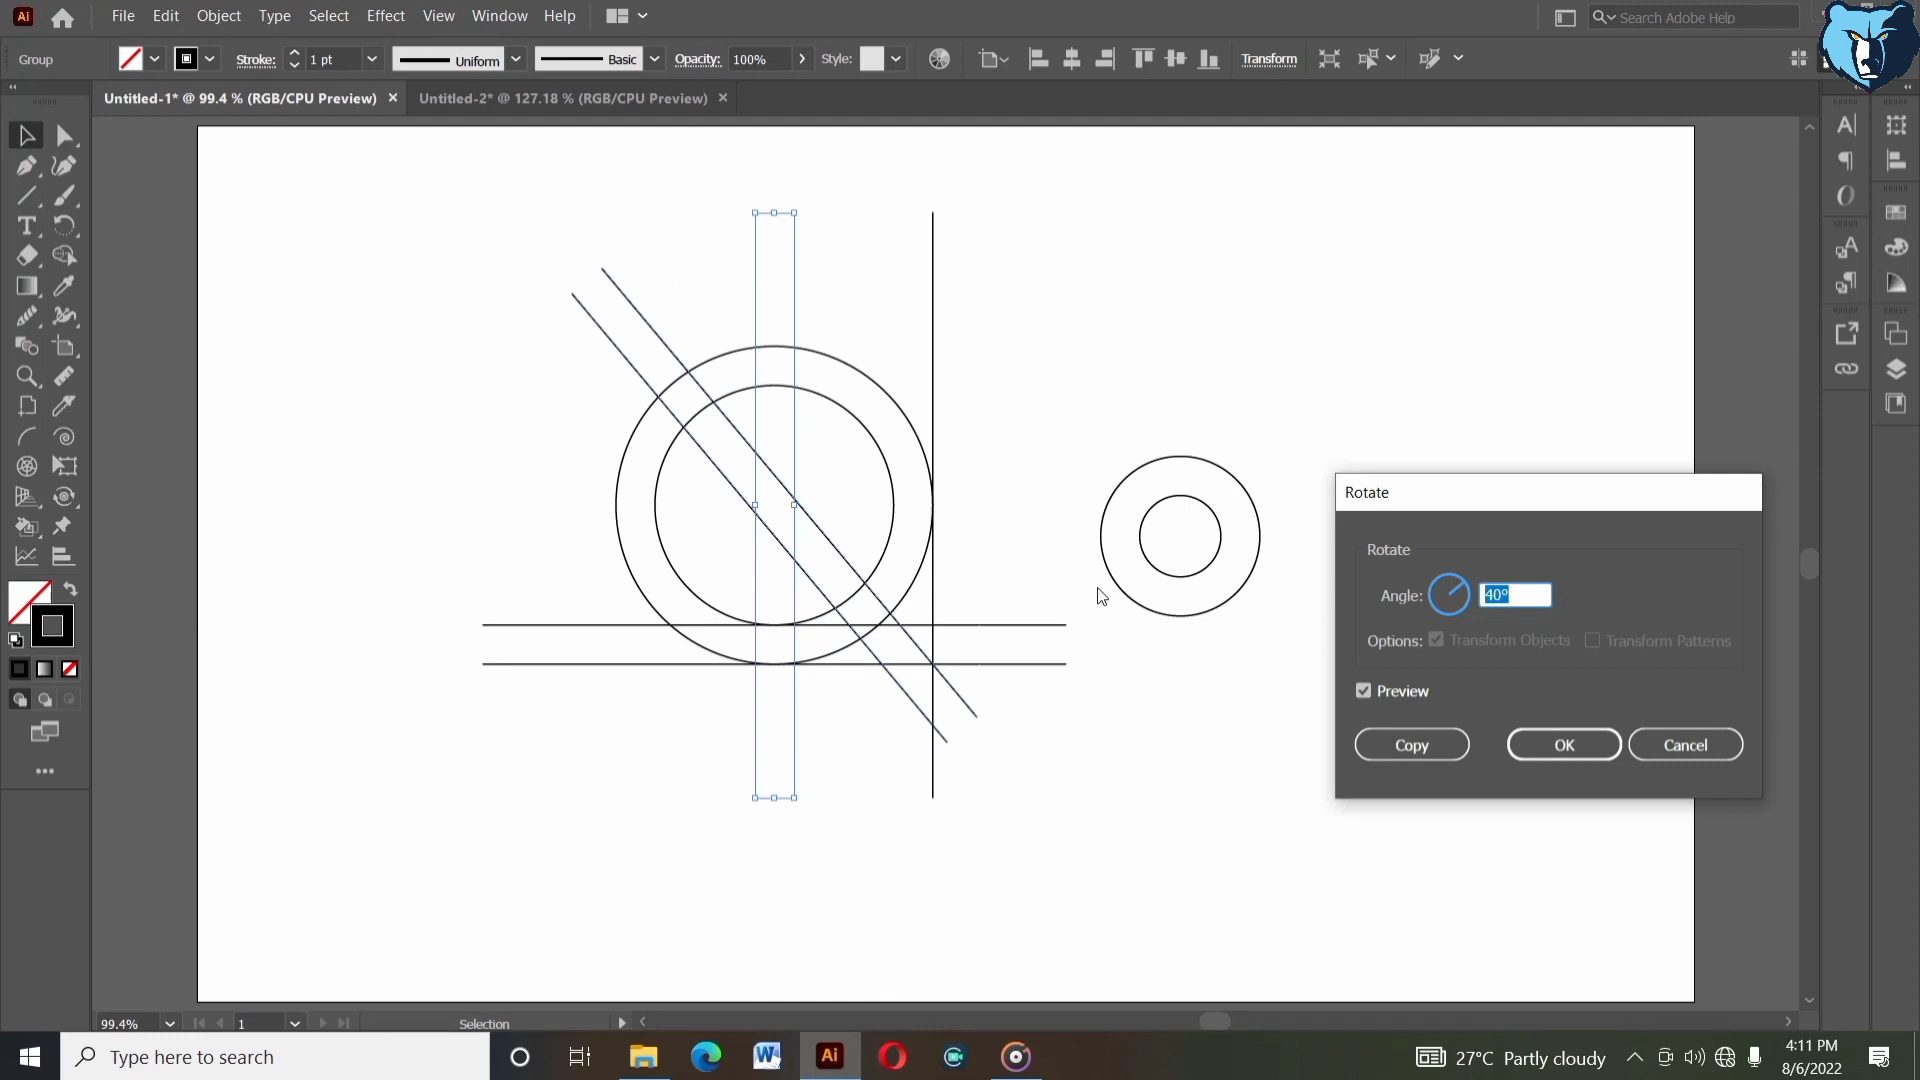 Ai File Edit Object Type Select Effect View Window Help Search Adobe Help
Group Stroke: 1 pt Uniform Basic Opacity: 100% Style: Transform
Untitled-1* @ 99.4 % (RGB/CPU Preview) × Untitled-2* @ 127.18 % (RGB/CPU Preview) ×
Rotate
Rotate
Angle: 40°
Options: Transform Objects Transform Patterns
Preview
Copy OK Cancel
99.4% 1 Selection
Type here to search
Ai
27°C Partly cloudy
4:11 PM
8/6/2022